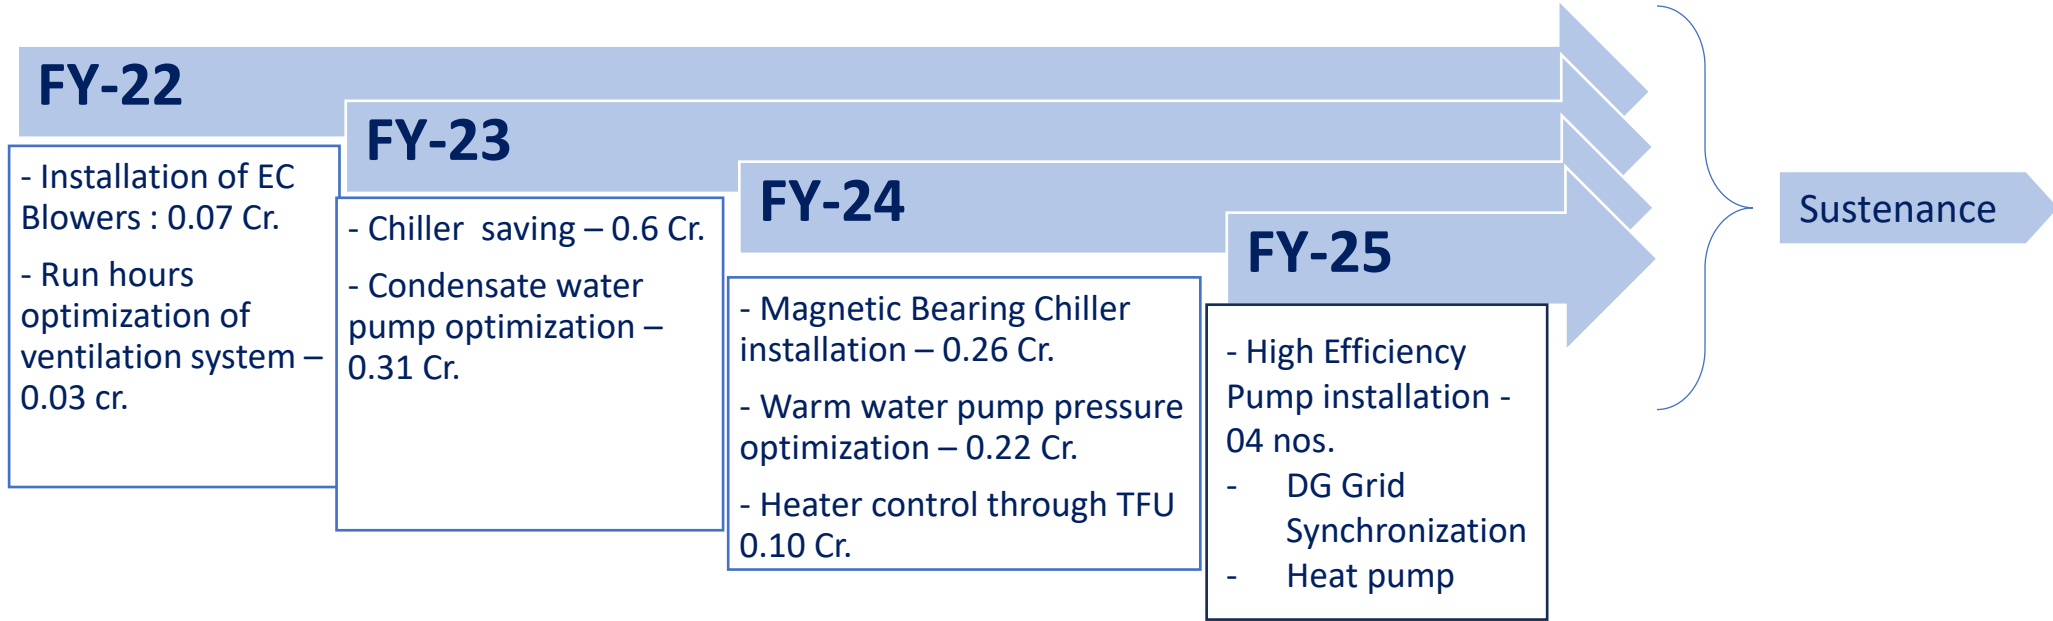 FY-22
- Installation of EC
Blowers : 0.07 Cr.
- Run hours
optimization of
ventilation system –
0.03 cr.
FY-23
- Chiller  saving – 0.6 Cr.
- Condensate water
pump optimization –
0.31 Cr.
FY-24
- Magnetic Bearing Chiller
installation – 0.26 Cr.
- Warm water pump pressure
optimization – 0.22 Cr.
- Heater control through TFU
0.10 Cr.
FY-25
- High Efficiency
Pump installation -
04 nos.
- DG Grid
Synchronization
- Heat pump
Sustenance